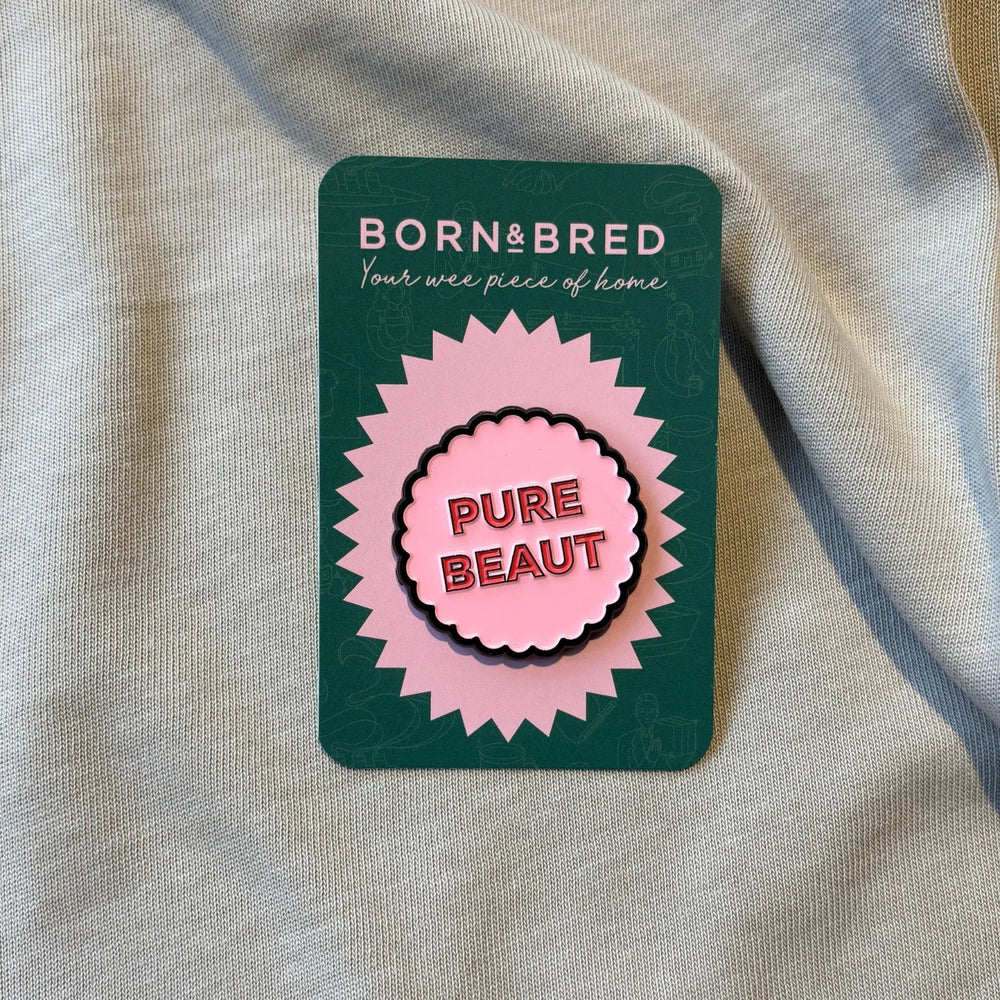 BORN & BRED
Your wee piece of home
PURE
BEAUT